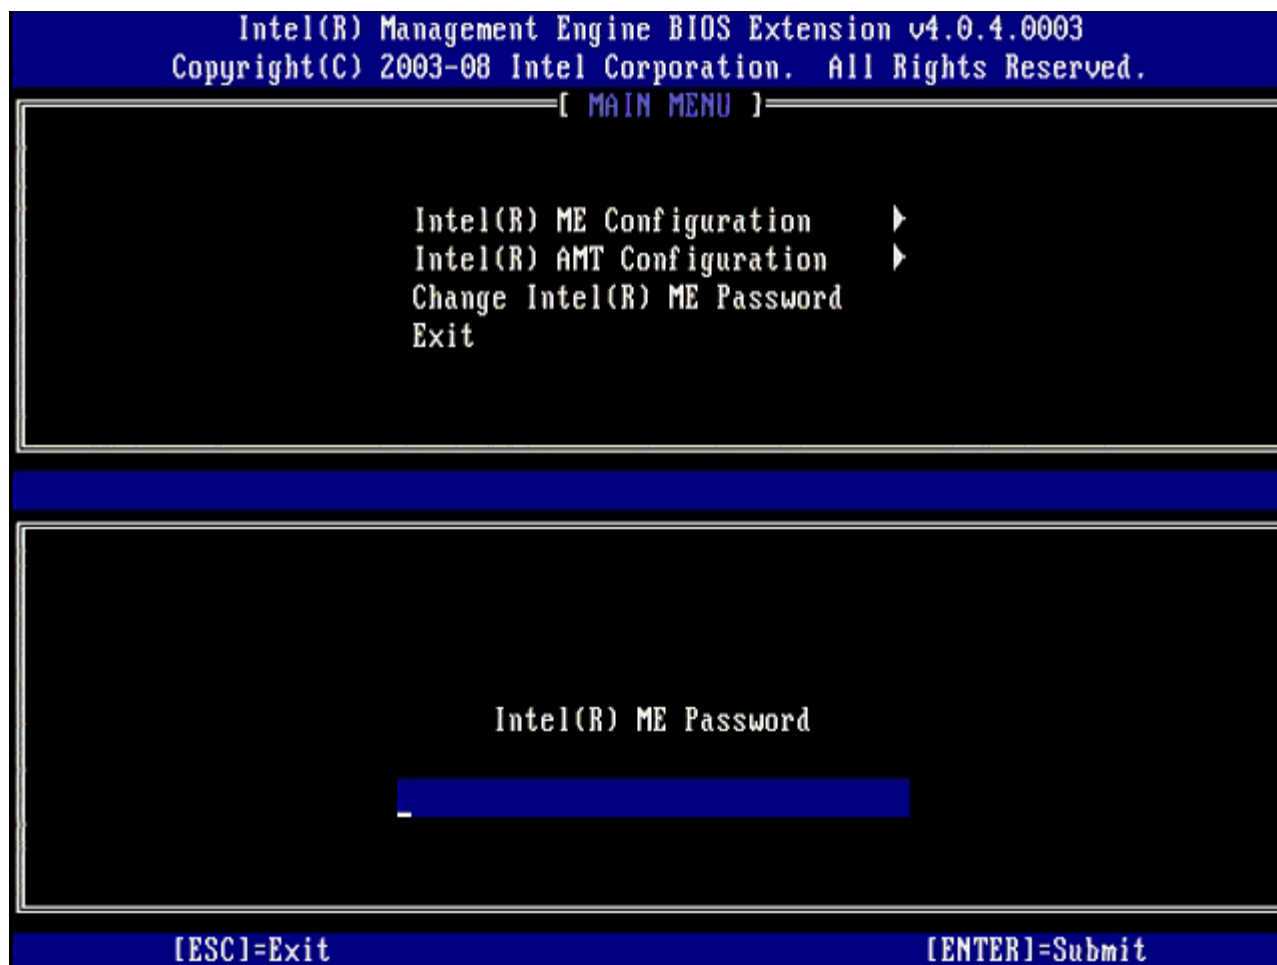 Intel(R) Management Engine BIOS Extension v4.0.4.0003
Copyright(C) 2003-08 Intel Corporation. All Rights Reserved.
[ MAIN MENU ]
Intel(R) ME Configuration ▶
Intel(R) AMT Configuration ▶
Change Intel(R) ME Password
Exit
Intel(R) ME Password
[ESC]=Exit [ENTER]=Submit